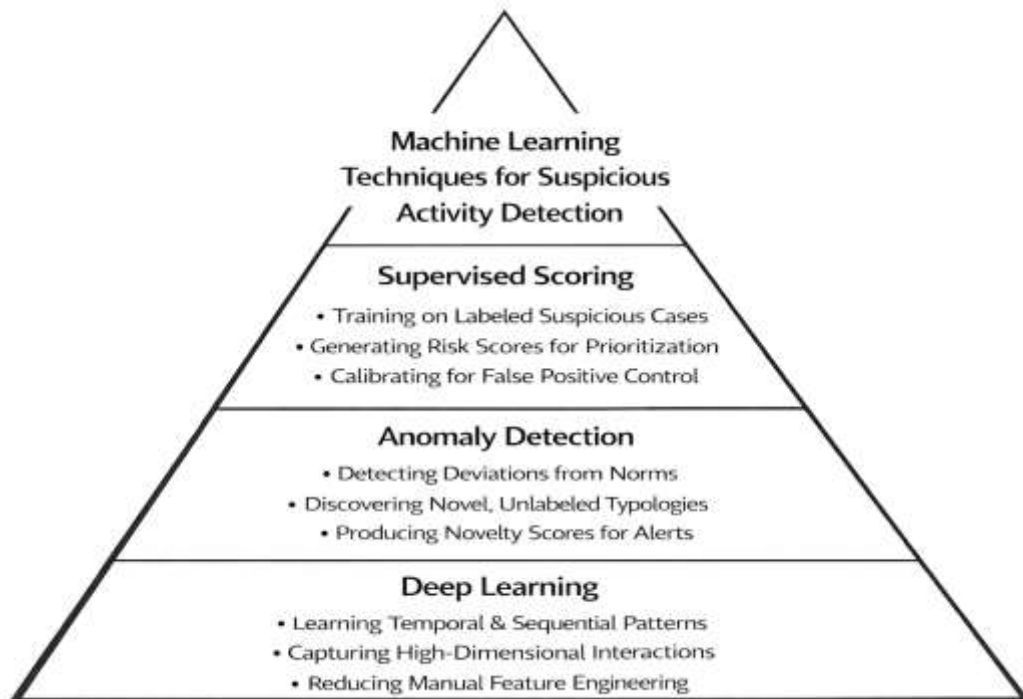 Machine Learning
Techniques for Suspicious
Activity Detection
Supervised Scoring
• Training on Labeled Suspicious Cases
• Generating Risk Scores for Prioritization
• Calibrating for False Positive Control
Anomaly Detection
• Detecting Deviations from Norms
• Discovering Novel, Unlabeled Typologies
• Producing Novelty Scores for Alerts
Deep Learning
• Learning Temporal & Sequential Patterns
• Capturing High-Dimensional Interactions
• Reducing Manual Feature Engineering